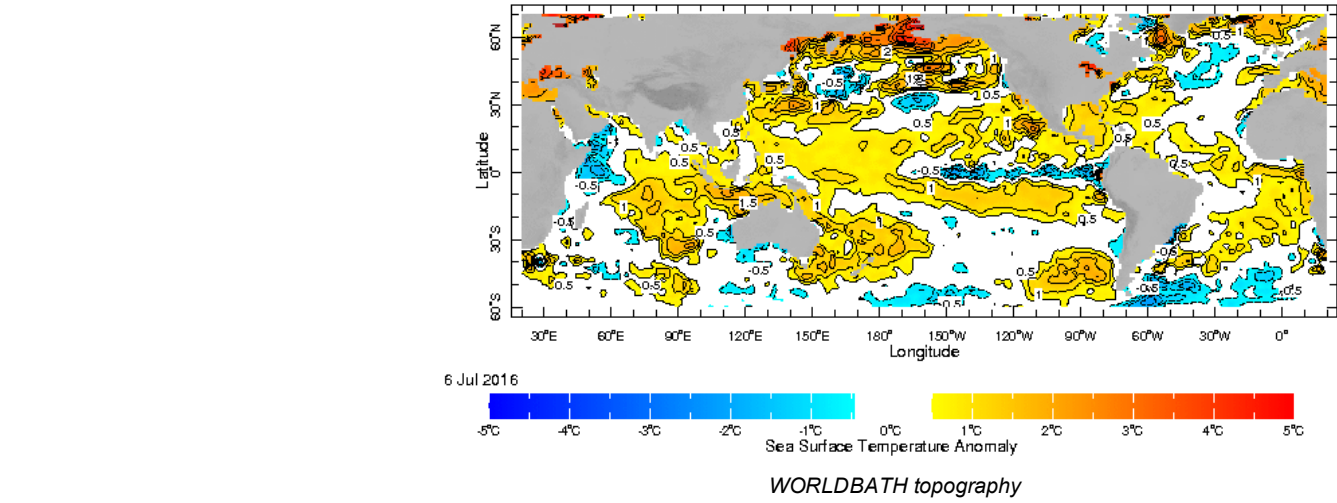 60°N
30°N
0°
30°S
60°S
Latitude
30°E 60°E 90°E 120°E 150°E 180° 150°W 120°W 90°W 60°W 30°W 0°
Longitude
6 Jul 2016
-5°C -4°C -3°C -2°C -1°C 0°C 1°C 2°C 3°C 4°C 5°C
Sea Surface Temperature Anomaly
WORLDBATH topography